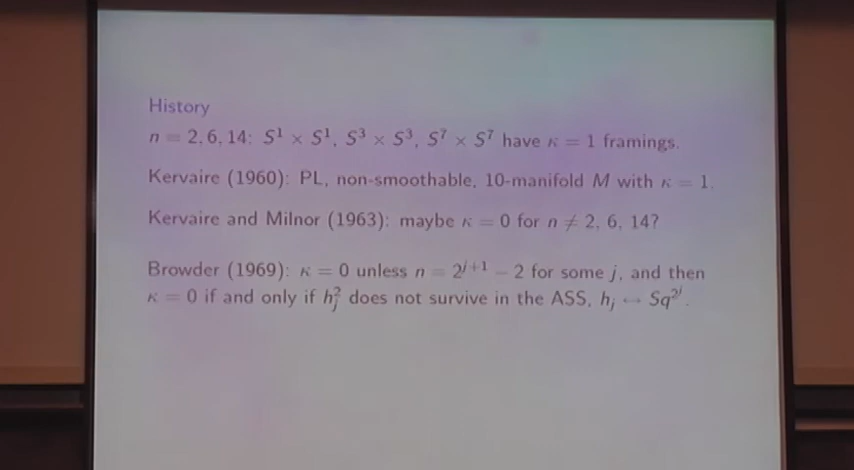 History
n = 2, 6, 14: S¹ × S¹, S³ × S³, S⁷ × S⁷ have κ = 1 framings.
Kervaire (1960): PL, non-smoothable, 10-manifold M with κ = 1.
Kervaire and Milnor (1963): maybe κ = 0 for n ≠ 2, 6, 14?
Browder (1969): κ = 0 unless n = 2^{j+1} − 2 for some j, and then
κ = 0 if and only if h_j^2 does not survive in the ASS, h_j ↔ Sq^{2^j}.